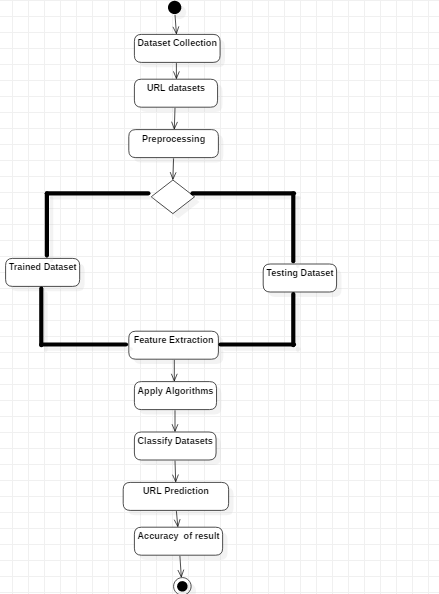 Dataset Collection
URL datasets
Preprocessing
Trained Dataset
Testing Dataset
Feature Extraction
Apply Algorithms
Classify Datasets
URL Prediction
Accuracy  of result